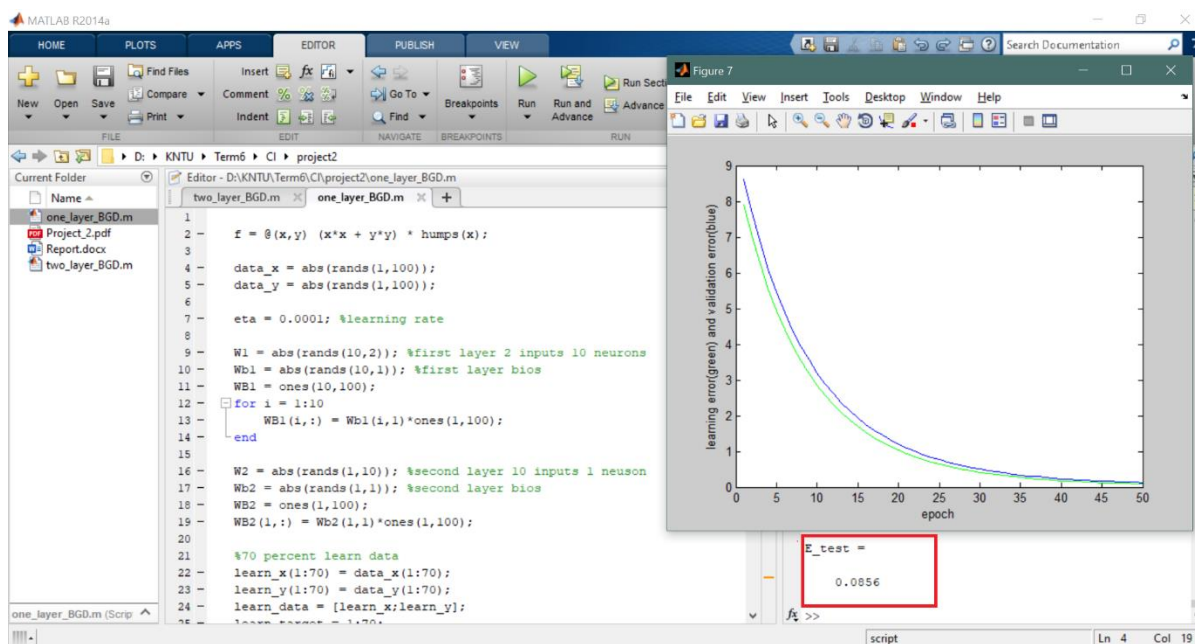 MATLAB R2014a
HOME PLOTS APPS EDITOR PUBLISH VIEW
Search Documentation
New Open Save
Find Files
Compare
Print
Insert
Comment
Indent
fx
Go To
Find
Breakpoints
Run
Run and Advance
Run Secti
Advance
FILE EDIT NAVIGATE BREAKPOINTS RUN
D: KNTU Term6 CI project2
Current Folder
Name
one_layer_BGD.m
Project_2.pdf
Report.docx
two_layer_BGD.m
one_layer_BGD.m (Scrip
Editor - D:\KNTU\Term6\CI\project2\one_layer_BGD.m
two_layer_BGD.m one_layer_BGD.m
1
2 - f = @(x,y) (x*x + y*y) * humps(x);
3
4 - data_x = abs(rands(1,100));
5 - data_y = abs(rands(1,100));
6
7 - eta = 0.0001; %learning rate
8
9 - W1 = abs(rands(10,2)); %first layer 2 inputs 10 neurons
10 - Wb1 = abs(rands(10,1)); %first layer bios
11 - WB1 = ones(10,100);
12 - for i = 1:10
13 - WB1(i,:) = Wb1(i,1)*ones(1,100);
14 - end
15
16 - W2 = abs(rands(1,10)); %second layer 10 inputs 1 neuson
17 - Wb2 = abs(rands(1,1)); %second layer bios
18 - WB2 = ones(1,100);
19 - WB2(1,:) = Wb2(1,1)*ones(1,100);
20
21 %70 percent learn data
22 - learn_x(1:70) = data_x(1:70);
23 - learn_y(1:70) = data_y(1:70);
24 - learn_data = [learn_x;learn_y];
25 - learn_target = 1:70;
Figure 7
File Edit View Insert Tools Desktop Window Help
learning error(green) and validation error(blue)
9
8
7
6
5
4
3
2
1
0
0 5 10 15 20 25 30 35 40 45 50
epoch
E_test =
0.0856
fx >>
script
Ln 4 Col 19